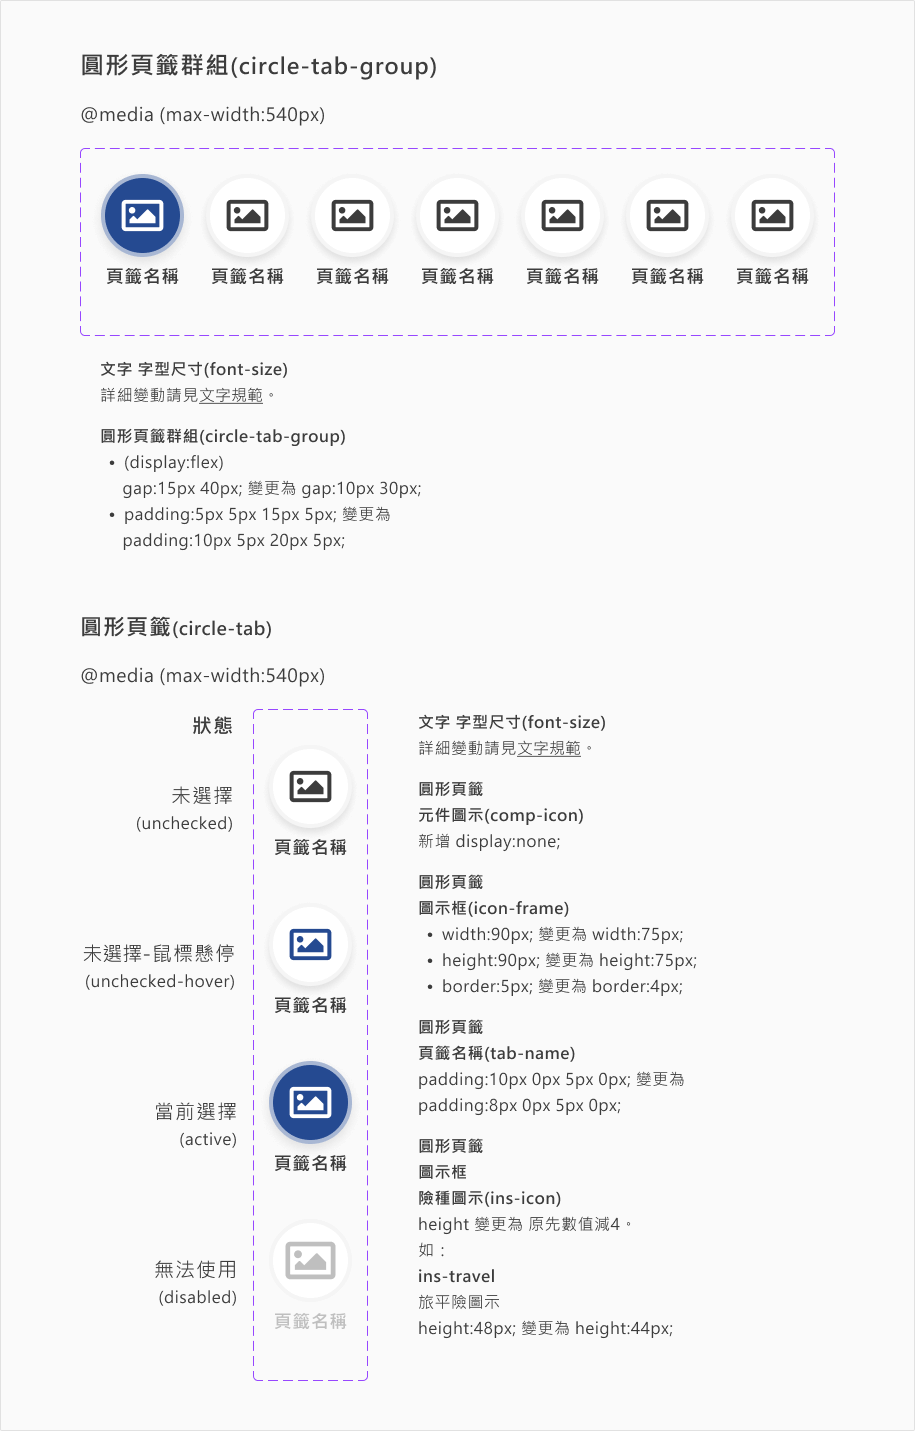 圓形頁籤群組(circle-tab-group)
@media (max-width:540px)
頁籤名稱 頁籤名稱 頁籤名稱 頁籤名稱 頁籤名稱 頁籤名稱 頁籤名稱
文字 字型尺寸(font-size)
詳細變動請見文字規範。
圓形頁籤群組(circle-tab-group)
• (display:flex)
gap:15px 40px; 變更為 gap:10px 30px;
• padding:5px 5px 15px 5px; 變更為
padding:10px 5px 20px 5px;
圓形頁籤(circle-tab)
@media (max-width:540px)
狀態
未選擇
(unchecked)
頁籤名稱
未選擇-鼠標懸停
(unchecked-hover)
頁籤名稱
當前選擇
(active)
頁籤名稱
無法使用
(disabled)
頁籤名稱
文字 字型尺寸(font-size)
詳細變動請見文字規範。
圓形頁籤
元件圖示(comp-icon)
新增 display:none;
圓形頁籤
圖示框(icon-frame)
• width:90px; 變更為 width:75px;
• height:90px; 變更為 height:75px;
• border:5px; 變更為 border:4px;
圓形頁籤
頁籤名稱(tab-name)
padding:10px 0px 5px 0px; 變更為
padding:8px 0px 5px 0px;
圓形頁籤
圖示框
險種圖示(ins-icon)
height 變更為 原先數值減4。
如：
ins-travel
旅平險圖示
height:48px; 變更為 height:44px;